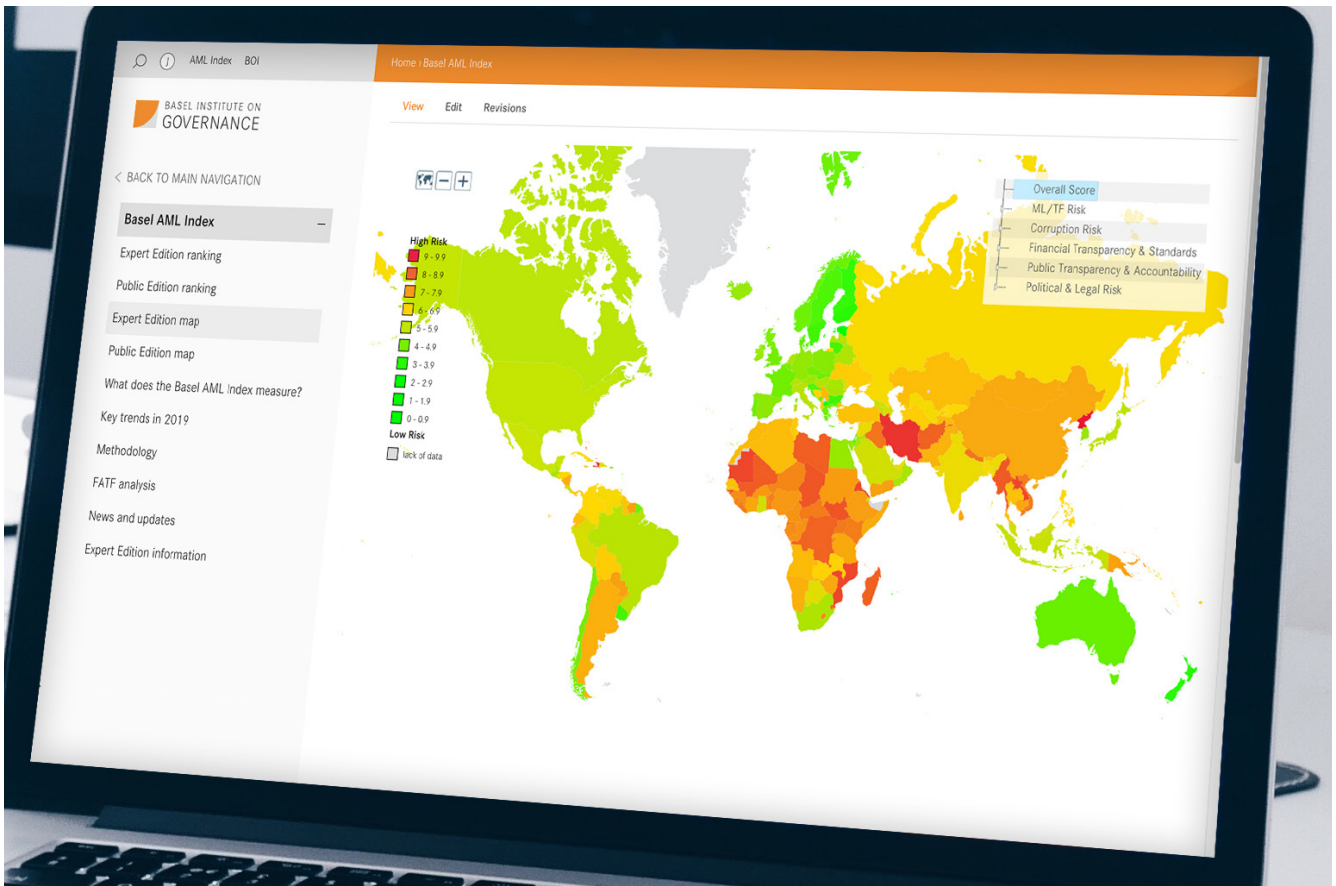 AML Index BOI
BASEL INSTITUTE ON
GOVERNANCE
< BACK TO MAIN NAVIGATION
Basel AML Index –
Expert Edition ranking
Public Edition ranking
Expert Edition map
Public Edition map
What does the Basel AML Index measure?
Key trends in 2019
Methodology
FATF analysis
News and updates
Expert Edition information
Home › Basel AML Index
View Edit Revisions
High Risk
9 - 9.9
8 - 8.9
7 - 7.9
6 - 6.9
5 - 5.9
4 - 4.9
3 - 3.9
2 - 2.9
1 - 1.9
0 - 0.9
Low Risk
lack of data
Overall Score
ML/TF Risk
Corruption Risk
Financial Transparency & Standards
Public Transparency & Accountability
Political & Legal Risk